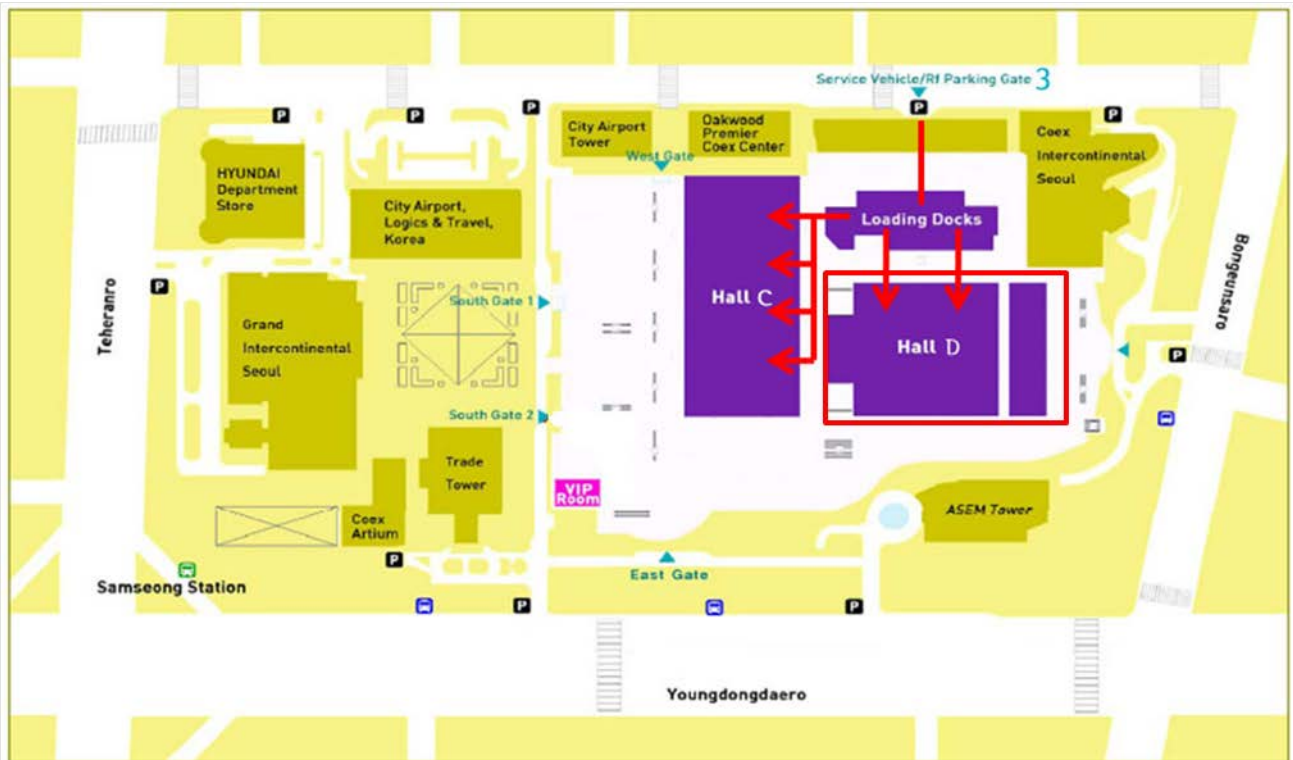 Service Vehicle/Rf Parking Gate 3
P
P
P
P
P
City Airport
Tower
Oakwood
Premier
Coex Center
Coex
Intercontinental
Seoul
West Gate
HYUNDAI
Department
Store
City Airport,
Logics & Travel,
Korea
Loading Docks
Bongeunsaro
Teheranro
P
South Gate 1
Hall C
Hall D
Grand
Intercontinental
Seoul
P
South Gate 2
Trade
Tower
VIP
Room
Coex
Artium
ASEM Tower
P
East Gate
Samseong Station
P
P
Youngdongdaero